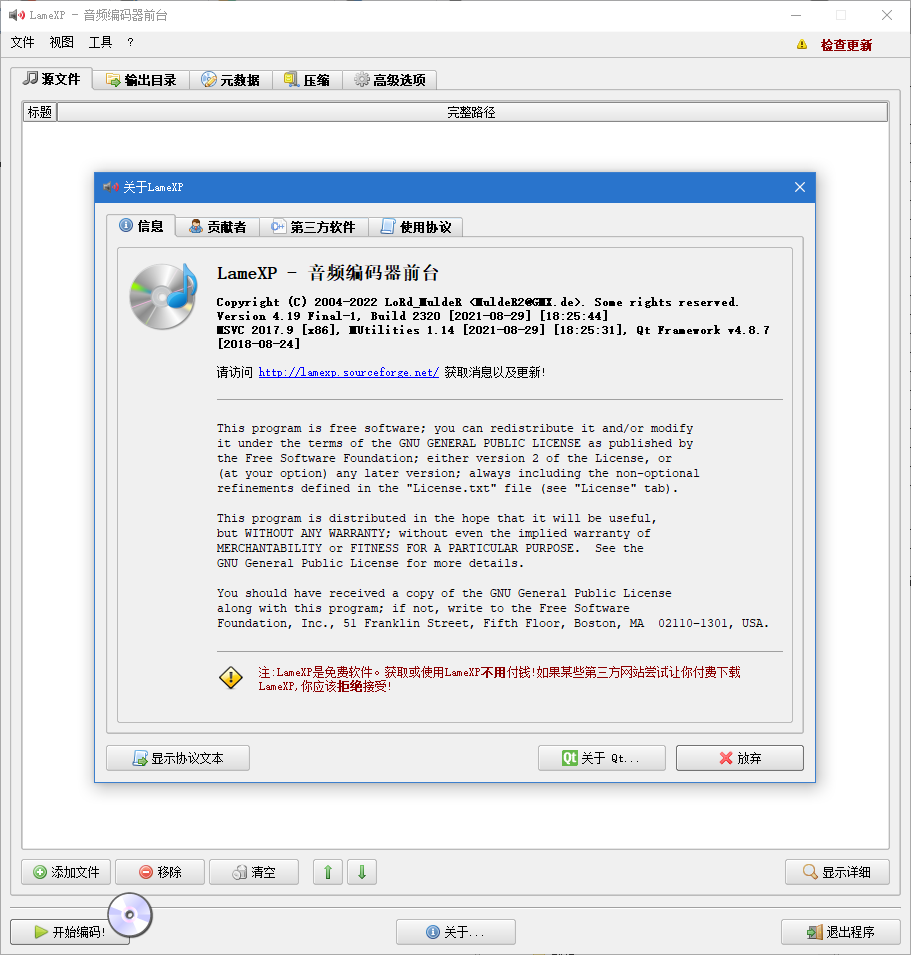 LameXP - 音频编码器前台
文件 视图 工具 ?
检查更新
源文件 输出目录 元数据 压缩 高级选项
标题 完整路径
关于LameXP
信息 贡献者 第三方软件 使用协议
LameXP - 音频编码器前台
Copyright (C) 2004-2022 LoRd_MuldeR <MuldeR2@GMX.de>. Some rights reserved.
Version 4.19 Final-1, Build 2320 [2021-08-29] [18:25:44]
MSVC 2017.9 [x86], MUtilities 1.14 [2021-08-29] [18:25:31], Qt Framework v4.8.7
[2018-08-24]
请访问 http://lamexp.sourceforge.net/ 获取消息以及更新!
This program is free software; you can redistribute it and/or modify
it under the terms of the GNU GENERAL PUBLIC LICENSE as published by
the Free Software Foundation; either version 2 of the License, or
(at your option) any later version; always including the non-optional
refinements defined in the "License.txt" file (see "License" tab).
This program is distributed in the hope that it will be useful,
but WITHOUT ANY WARRANTY; without even the implied warranty of
MERCHANTABILITY or FITNESS FOR A PARTICULAR PURPOSE.  See the
GNU General Public License for more details.
You should have received a copy of the GNU General Public License
along with this program; if not, write to the Free Software
Foundation, Inc., 51 Franklin Street, Fifth Floor, Boston, MA  02110-1301, USA.
注:LameXP是免费软件。获取或使用LameXP不用付钱!如果某些第三方网站尝试让你付费下载
LameXP,你应该拒绝接受!
显示协议文本 Qt 关于 Qt... 放弃
添加文件 移除 清空 显示详细
开始编码! 关于... 退出程序